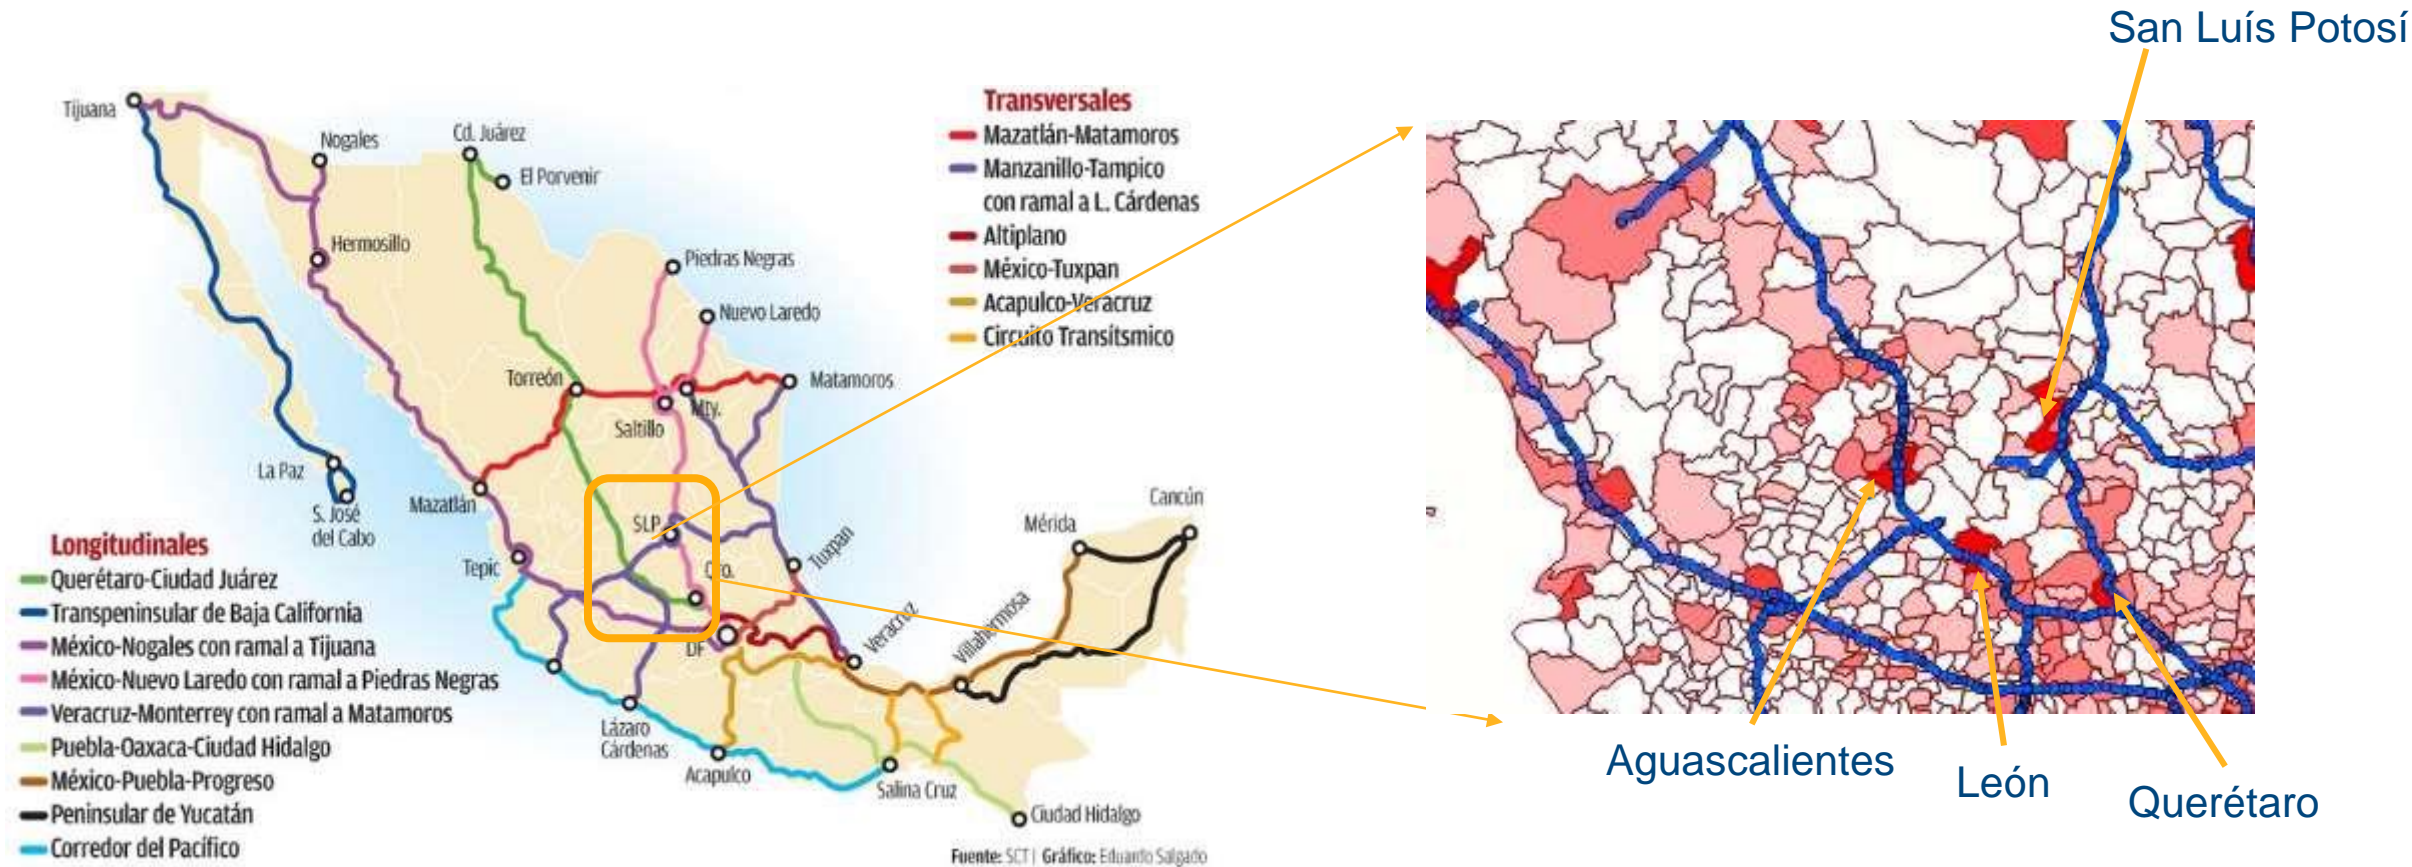 San Luís Potosí
Tijuana
Nogales
Cd. Juárez
El Porvenir
Hermosillo
Piedras Negras
Nuevo Laredo
Torreón
Matamoros
Mty.
Saltillo
La Paz
S. José
del Cabo
Mazatlán
SLP
Tepic
Qro.
Tuxpan
Mérida
Cancún
DF
Veracruz
Villahermosa
Lázaro
Cárdenas
Acapulco
Salina Cruz
Ciudad Hidalgo
Transversales
Mazatlán-Matamoros
Manzanillo-Tampico
con ramal a L. Cárdenas
Altiplano
México-Tuxpan
Acapulco-Veracruz
Circuito Transítsmico
Longitudinales
Querétaro-Ciudad Juárez
Transpeninsular de Baja California
México-Nogales con ramal a Tijuana
México-Nuevo Laredo con ramal a Piedras Negras
Veracruz-Monterrey con ramal a Matamoros
Puebla-Oaxaca-Ciudad Hidalgo
México-Puebla-Progreso
Peninsular de Yucatán
Corredor del Pacífico
Fuente: SCT | Gráfico: Eduardo Salgado
Aguascalientes
León
Querétaro